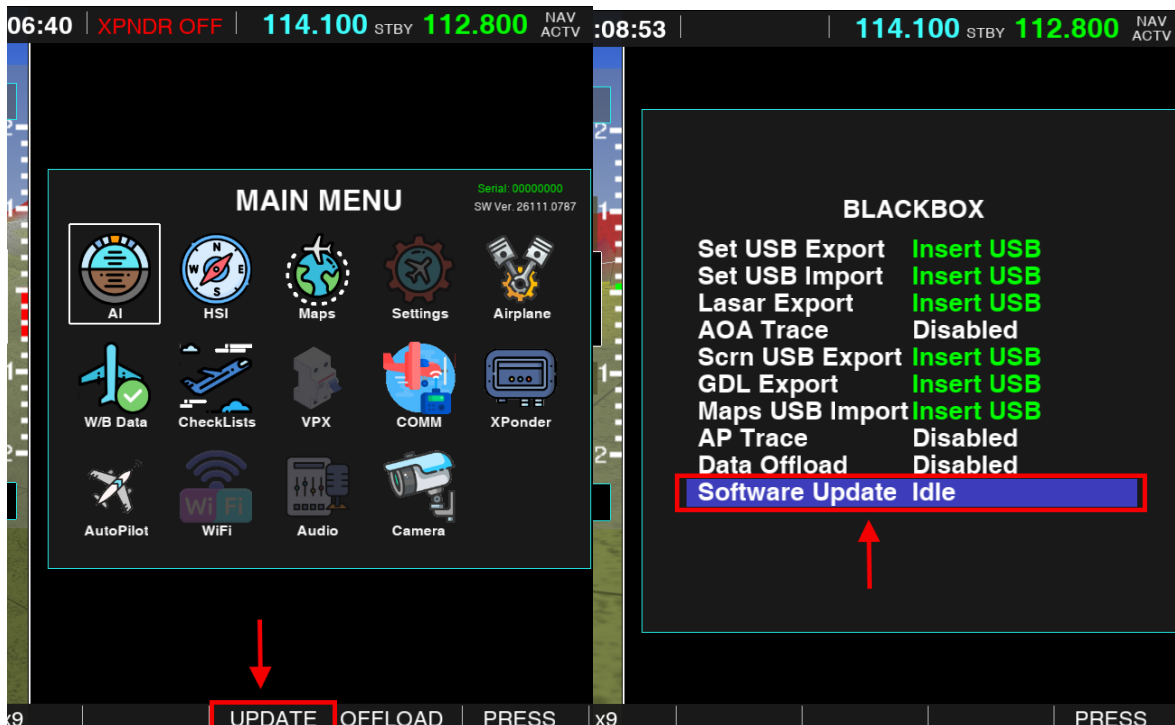 06:40 XPNDR OFF 114.100 STBY 112.800 NAV ACTV
MAIN MENU
Serial: 00000000
SW Ver. 26111.0787
AI HSI Maps Settings Airplane
W/B Data CheckLists VPX COMM XPonder
WiFi
AutoPilot WiFi Audio Camera
x9 UPDATE OFFLOAD PRESS
:08:53 114.100 STBY 112.800 NAV ACTV
BLACKBOX
Set USB Export Insert USB
Set USB Import Insert USB
Lasar Export Insert USB
AOA Trace Disabled
Scrn USB Export Insert USB
GDL Export Insert USB
Maps USB Import Insert USB
AP Trace Disabled
Data Offload Disabled
Software Update Idle
x9 PRESS